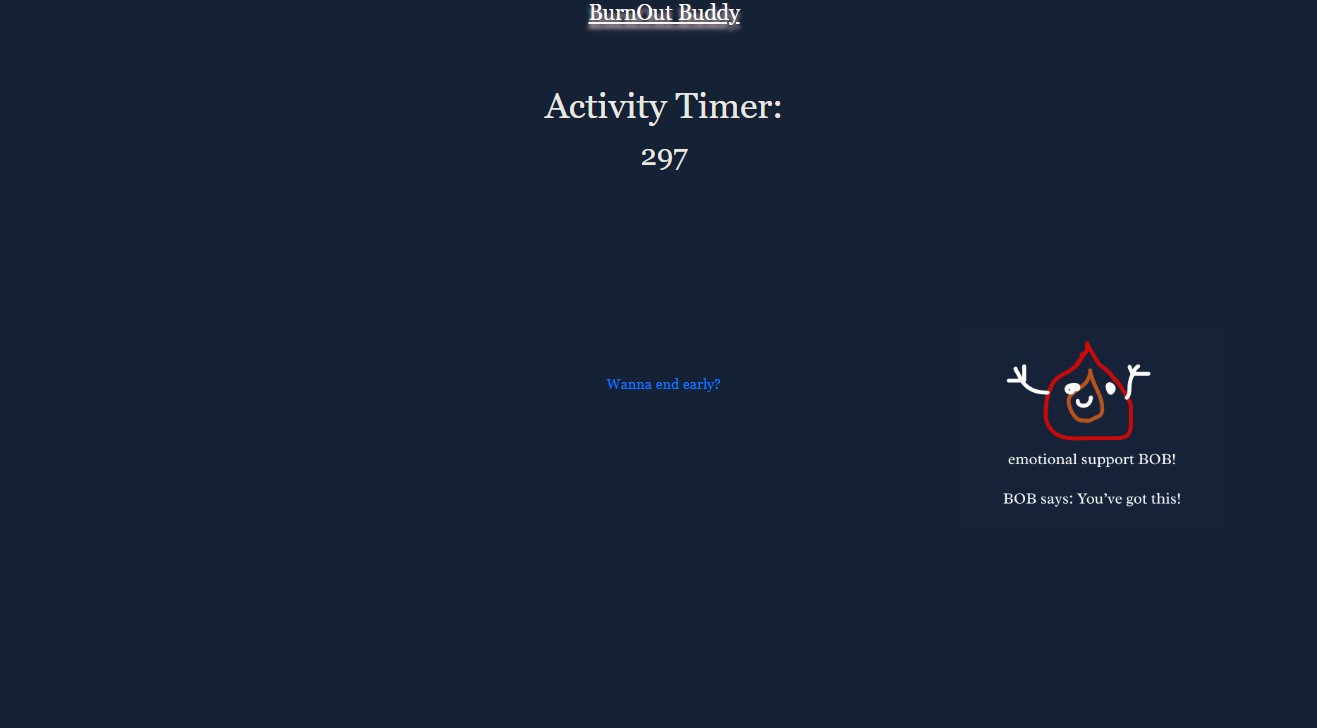 BurnOut Buddy
Activity Timer:
297
Wanna end early?
emotional support BOB!
BOB says: You've got this!